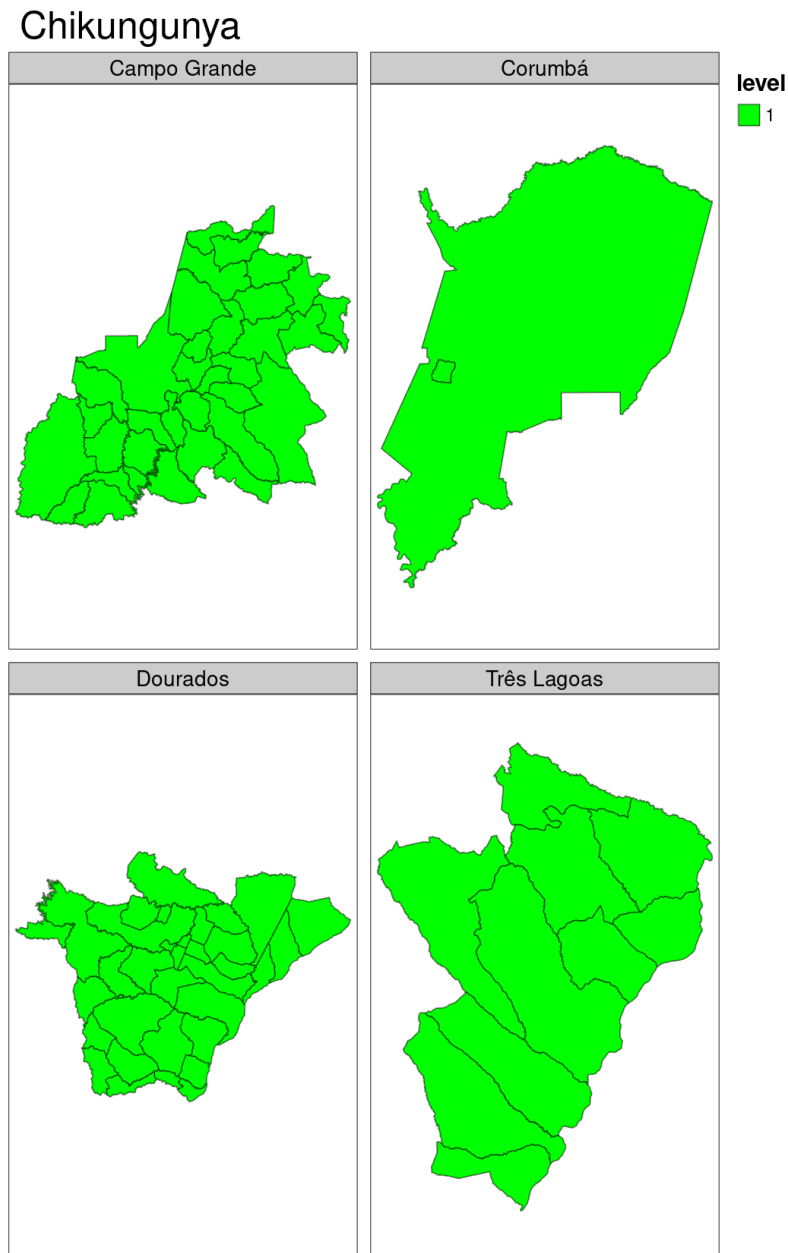 Chikungunya
Campo Grande
Corumbá
level
1
Dourados
Três Lagoas